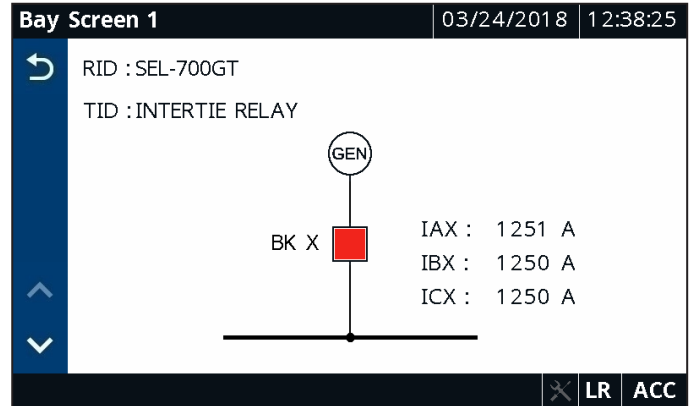 Bay Screen 1 03/24/2018 12:38:25
RID : SEL-700GT
TID : INTERTIE RELAY
GEN
BK X
IAX : 1251 A
IBX : 1250 A
ICX : 1250 A
LR ACC